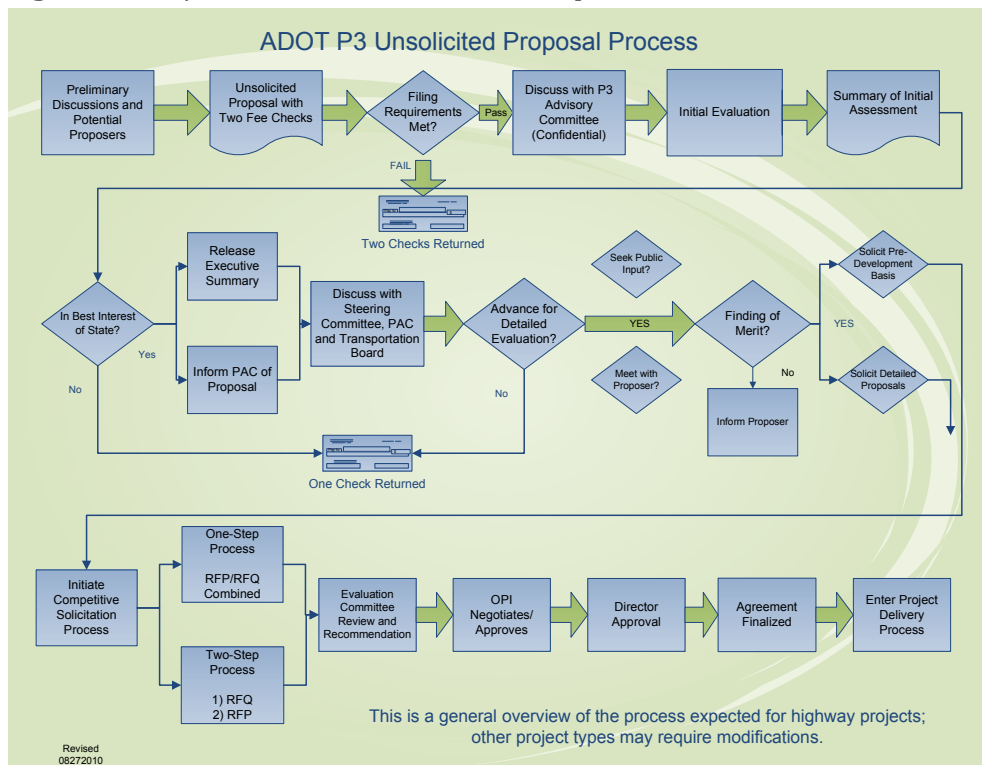 ADOT P3 Unsolicited Proposal Process
Preliminary
Discussions and
Potential
Proposers
Unsolicited
Proposal with
Two Fee Checks
Filing
Requirements
Met?
Pass
Discuss with P3
Advisory
Committee
(Confidential)
Initial Evaluation
Summary of Initial
Assessment
FAIL
Two Checks Returned
In Best Interest
of State?
Yes
No
Release
Executive
Summary
Inform PAC of
Proposal
Discuss with
Steering
Committee, PAC
and Transportation
Board
Advance for
Detailed
Evaluation?
No
One Check Returned
Seek Public
Input?
YES
Meet with
Proposer?
Finding of
Merit?
YES
No
Inform Proposer
Solicit Pre-
Development
Basis
Solicit Detailed
Proposals
Initiate
Competitive
Solicitation
Process
One-Step
Process
RFP/RFQ
Combined
Two-Step
Process
1) RFQ
2) RFP
Evaluation
Committee
Review and
Recommendation
OPI
Negotiates/
Approves
Director
Approval
Agreement
Finalized
Enter Project
Delivery
Process
This is a general overview of the process expected for highway projects;
other project types may require modifications.
Revised
08272010